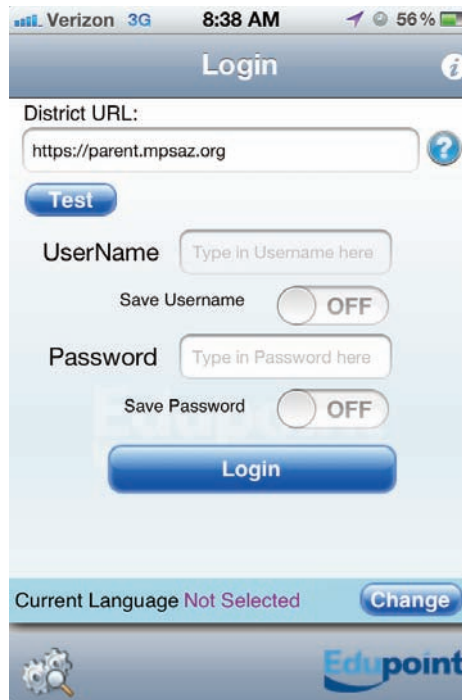 Verizon 3G 8:38 AM 56%
Login
i
District URL:
https://parent.mpsaz.org
?
Test
UserName Type in Username here
Save Username OFF
Password Type in Password here
Save Password OFF
Edupoint
Login
Current Language Not Selected Change
Edupoint